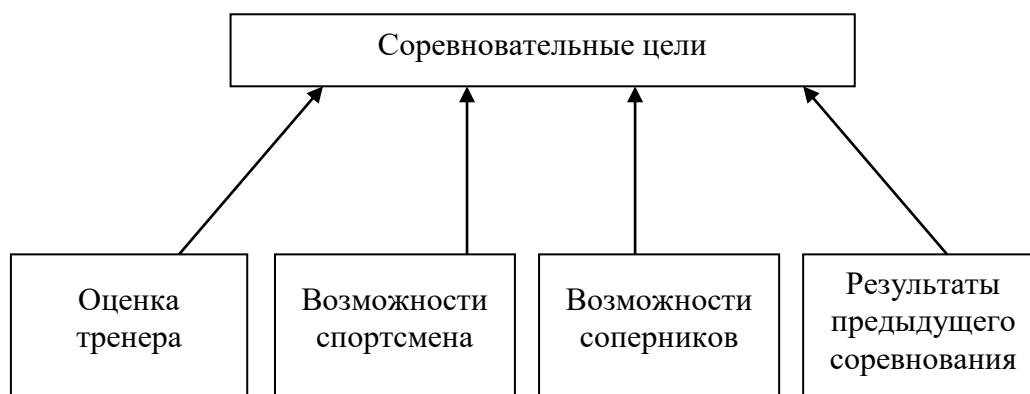 Соревновательные цели
Оценка
тренера
Возможности
спортсмена
Возможности
соперников
Результаты
предыдущего
соревнования